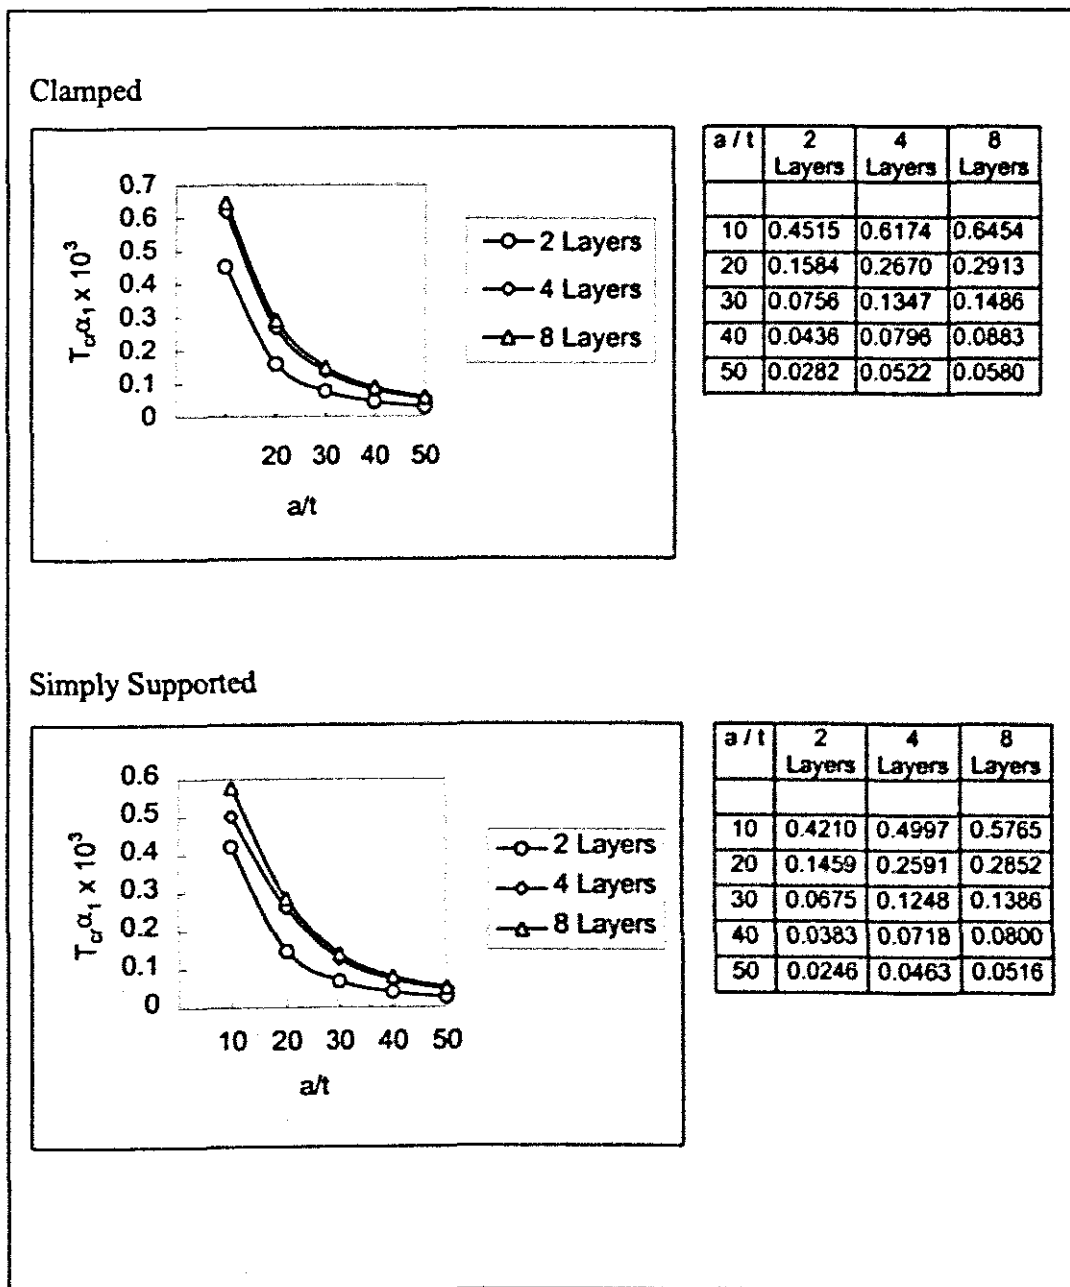 Clamped
0.7
0.6
0.5
0.4
0.3
0.2
0.1
0
T_cr α₁ x 10³
20 30 40 50
a/t
2 Layers
4 Layers
8 Layers
a / t 2 Layers 4 Layers 8 Layers
10 0.4515 0.6174 0.6454
20 0.1584 0.2670 0.2913
30 0.0756 0.1347 0.1486
40 0.0436 0.0796 0.0883
50 0.0282 0.0522 0.0580
Simply Supported
0.6
0.5
0.4
0.3
0.2
0.1
0
T_cr α₁ x 10³
10 20 30 40 50
a/t
2 Layers
4 Layers
8 Layers
a / t 2 Layers 4 Layers 8 Layers
10 0.4210 0.4997 0.5765
20 0.1459 0.2591 0.2852
30 0.0675 0.1248 0.1386
40 0.0383 0.0718 0.0800
50 0.0246 0.0463 0.0516